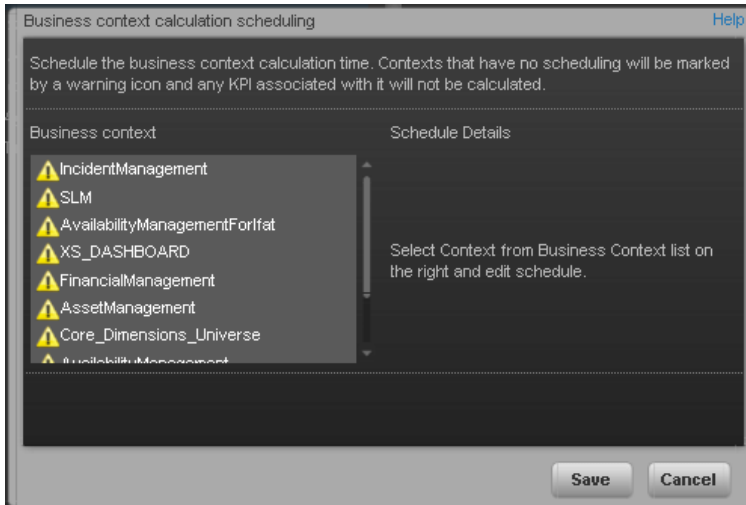 Business context calculation scheduling
Help
Schedule the business context calculation time. Contexts that have no scheduling will be marked
by a warning icon and any KPI associated with it will not be calculated.
Business context
Schedule Details
IncidentManagement
SLM
AvailabilityManagementForIfat
XS_DASHBOARD
FinancialManagement
AssetManagement
Core_Dimensions_Universe
AvailabilityManagement
Select Context from Business Context list on
the right and edit schedule.
Save
Cancel